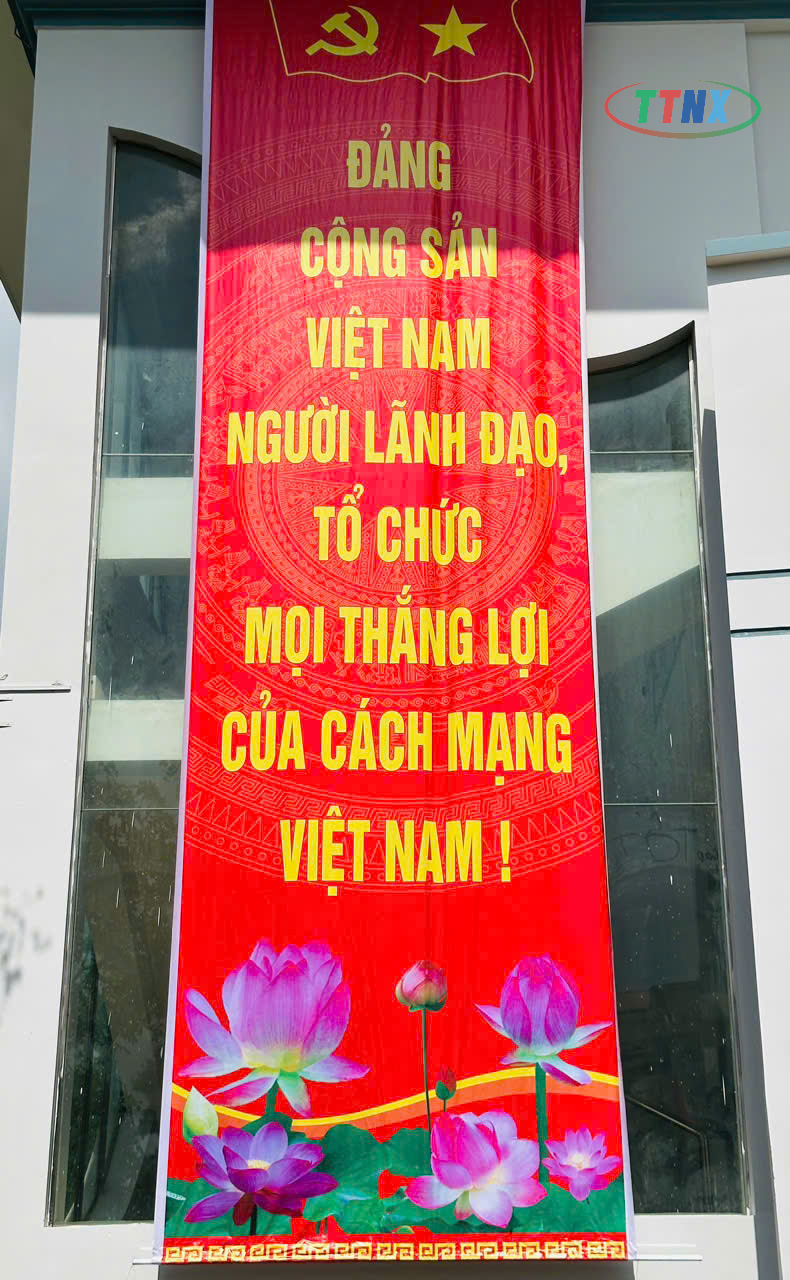 TTNX
ĐẢNG
CỘNG SẢN
VIỆT NAM
NGƯỜI LÃNH ĐẠO,
TỔ CHỨC
MỌI THẮNG LỢI
CỦA CÁCH MẠNG
VIỆT NAM !